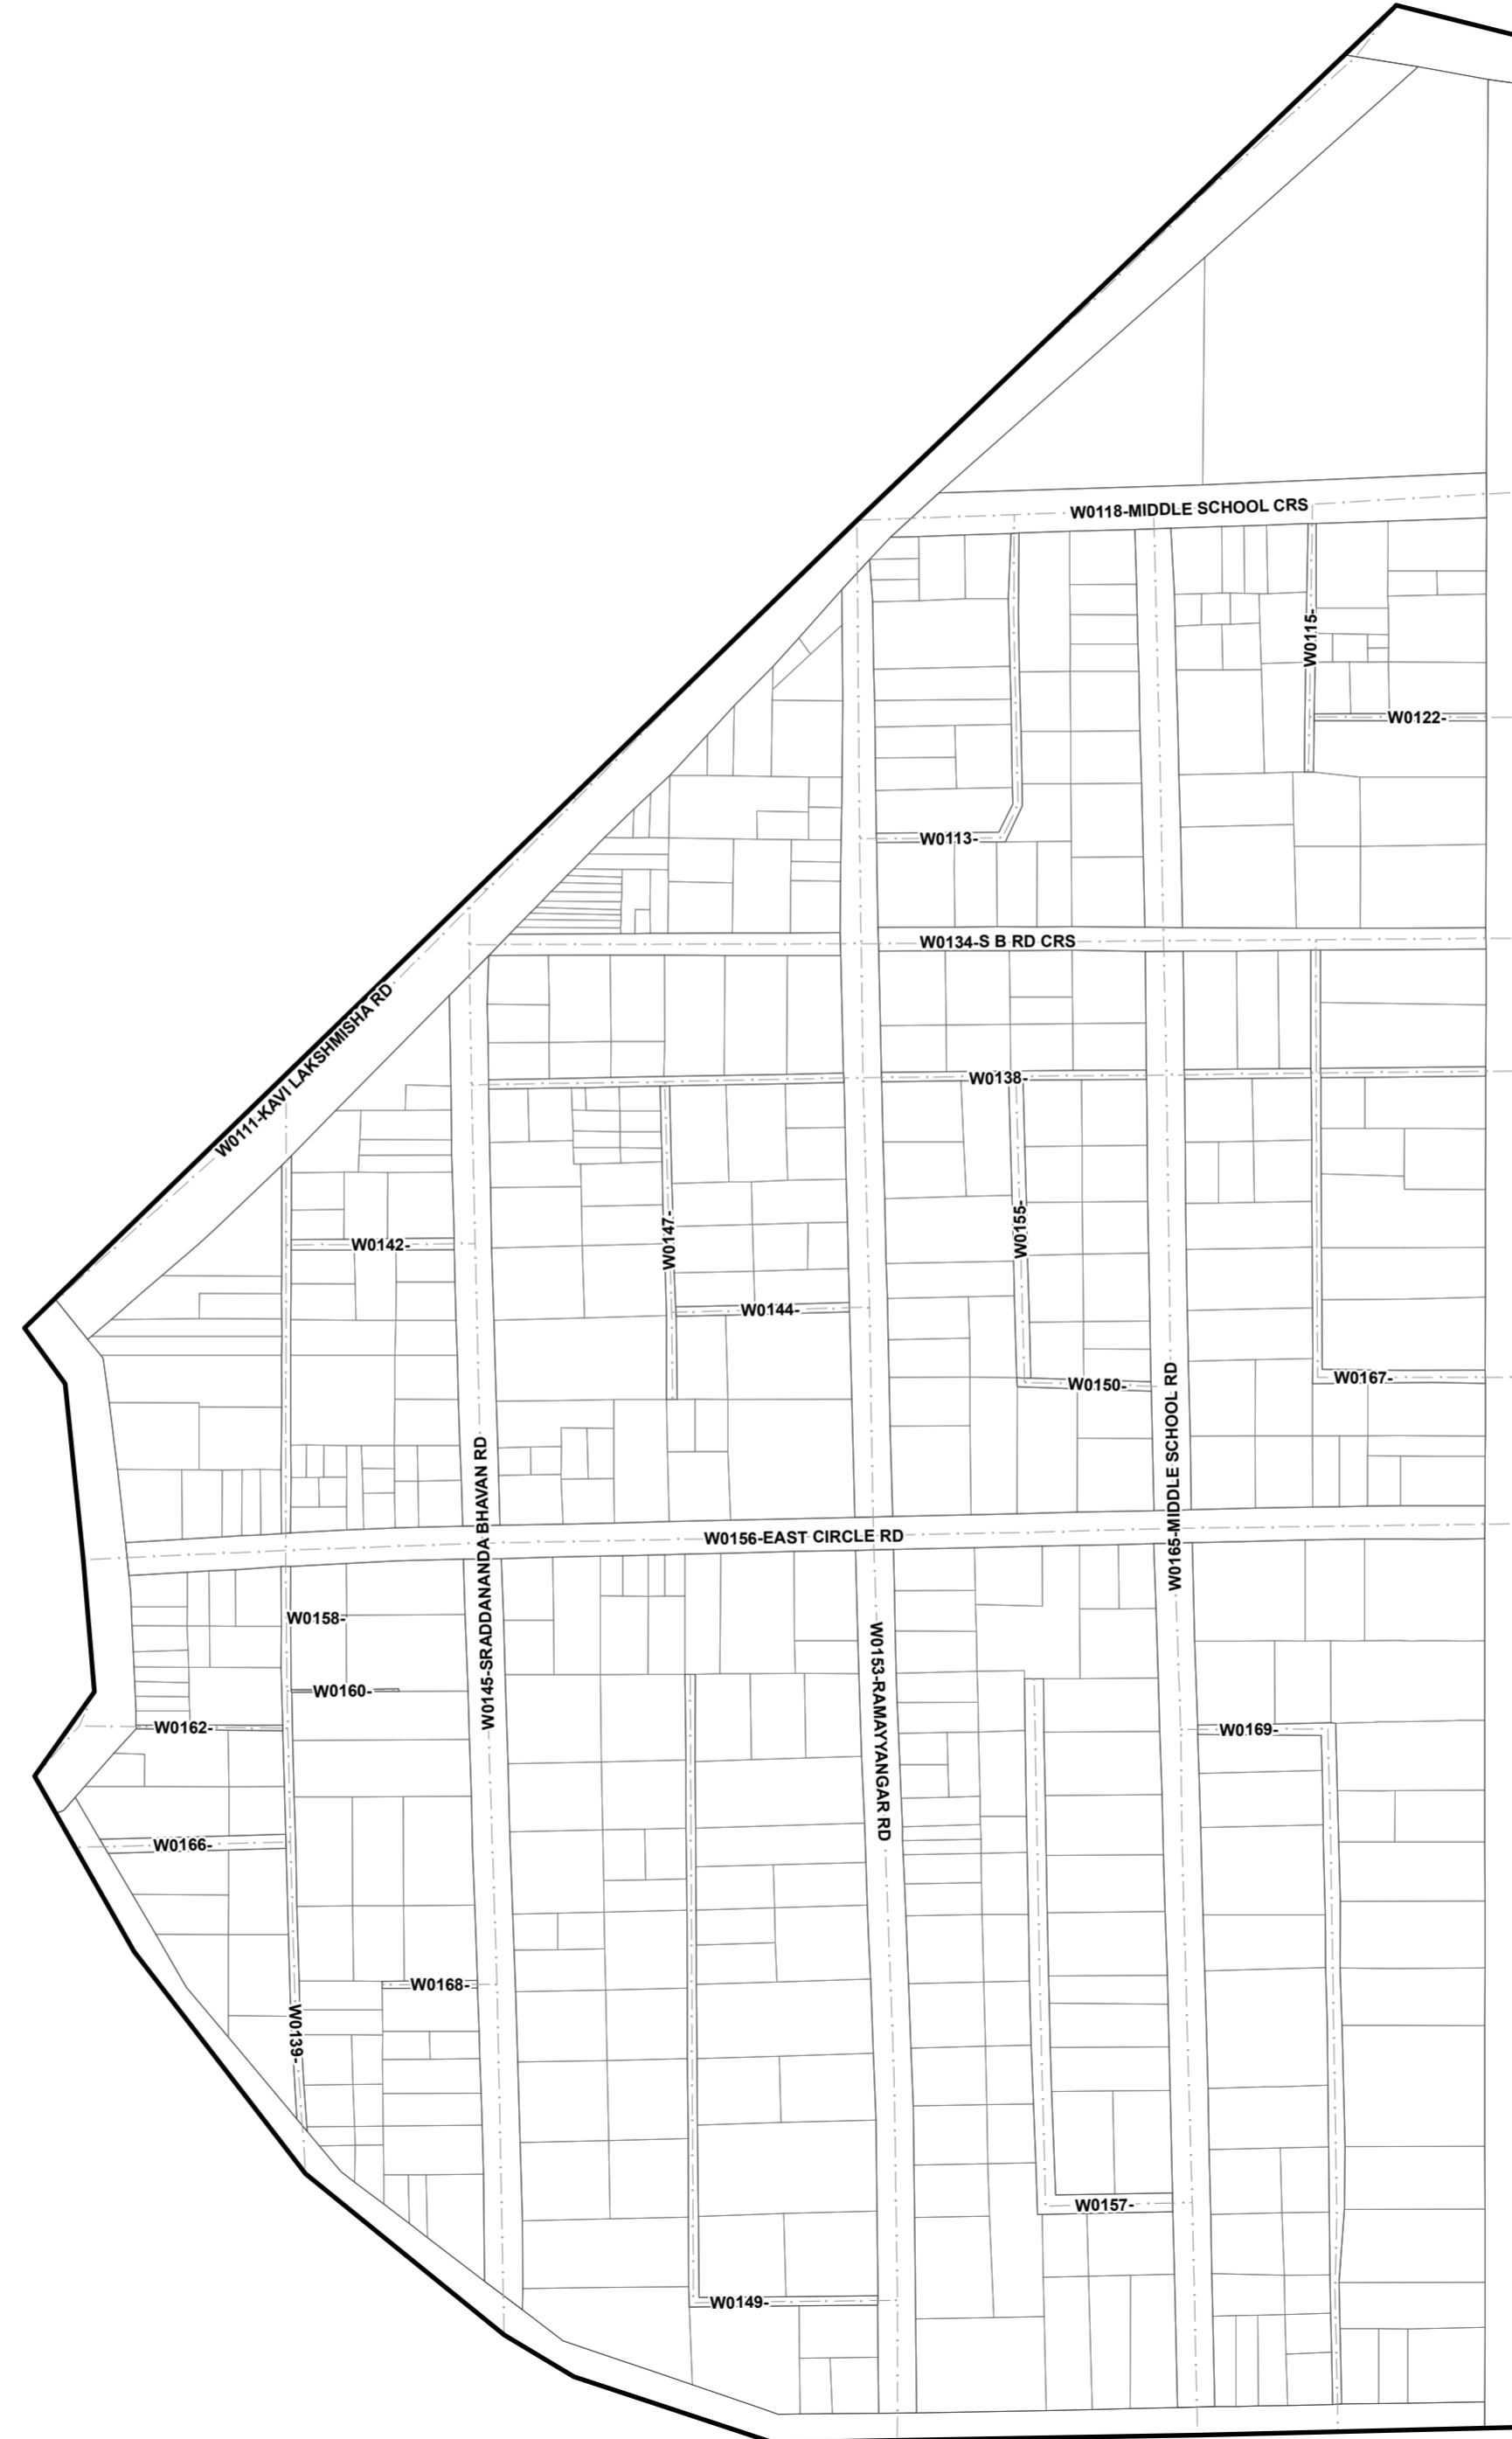 W0118-MIDDLE SCHOOL CRS
W0115-
W0122-
W0113-
W0134-S B RD CRS
W0111-KAVI LAKSHMISHA RD
W0138-
W0142-
W0147-
W0155-
W0144-
W0150-
W0167-
W0145-SRADDANANDA BHAVAN RD
W0165-MIDDLE SCHOOL RD
W0156-EAST CIRCLE RD
W0158-
W0153-RAMAYYANGAR RD
W0160-
W0162-
W0169-
W0166-
W0168-
W0139-
W0157-
W0149-